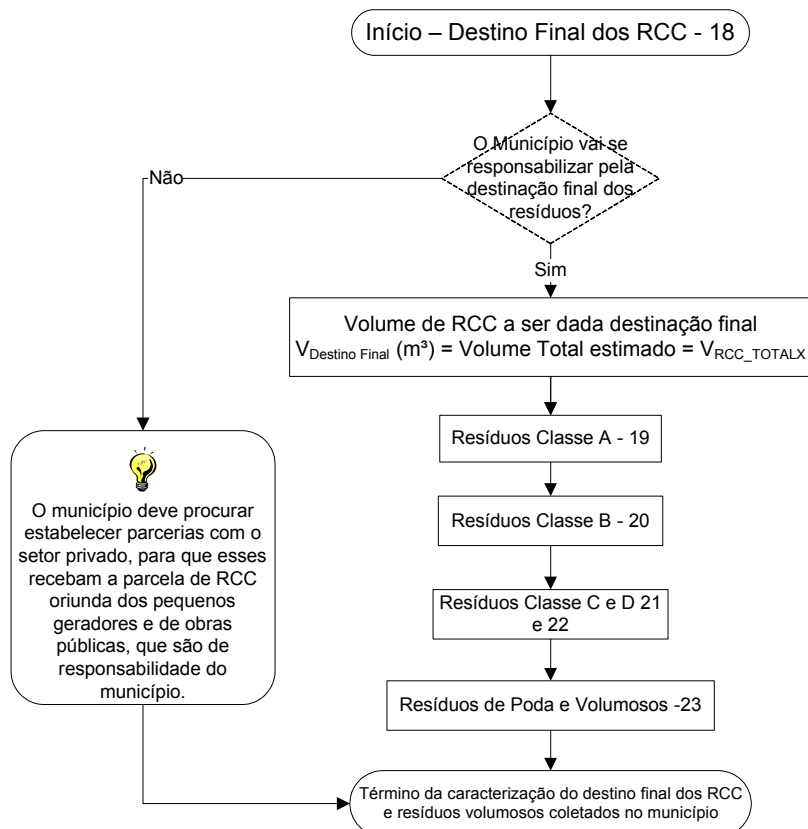 Início – Destino Final dos RCC - 18
O Município vai se
responsabilizar pela
destinação final dos
resíduos?
Não
Sim
Volume de RCC a ser dada destinação final
V Destino Final (m³) = Volume Total estimado = V RCC_TOTALX
Resíduos Classe A - 19
Resíduos Classe B - 20
Resíduos Classe C e D 21
e 22
Resíduos de Poda e Volumosos -23
O município deve procurar
estabelecer parcerias com o
setor privado, para que esses
recebam a parcela de RCC
oriunda dos pequenos
geradores e de obras
públicas, que são de
responsabilidade do
município.
Término da caracterização do destino final dos RCC
e resíduos volumosos coletados no município